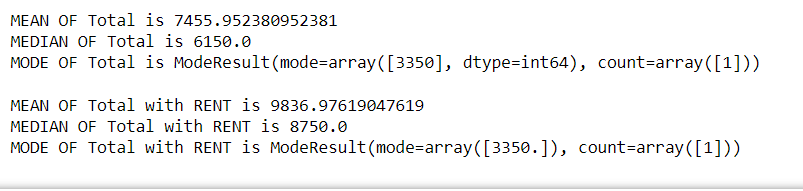 MEAN OF Total is 7455.952380952381
MEDIAN OF Total is 6150.0
MODE OF Total is ModeResult(mode=array([3350], dtype=int64), count=array([1]))
MEAN OF Total with RENT is 9836.97619047619
MEDIAN OF Total with RENT is 8750.0
MODE OF Total with RENT is ModeResult(mode=array([3350.]), count=array([1]))